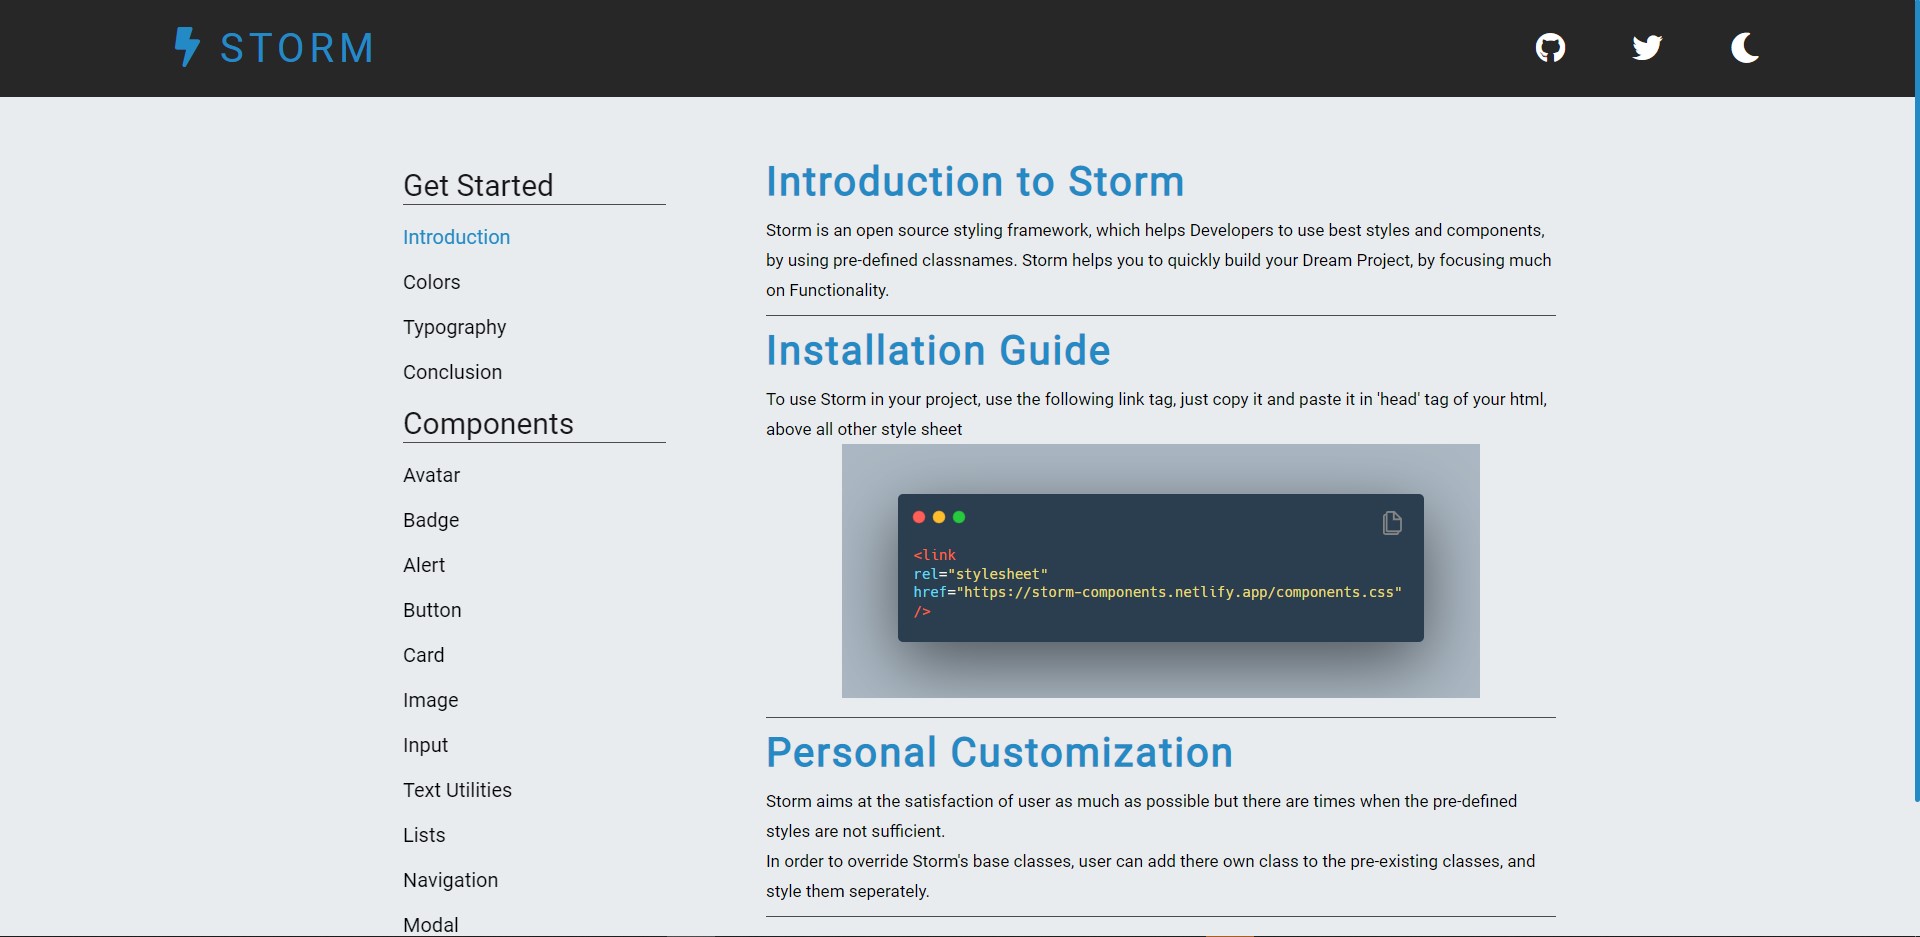 STORM
Get Started
Introduction
Colors
Typography
Conclusion
Components
Avatar
Badge
Alert
Button
Card
Image
Input
Text Utilities
Lists
Navigation
Modal
Introduction to Storm
Storm is an open source styling framework, which helps Developers to use best styles and components,
by using pre-defined classnames. Storm helps you to quickly build your Dream Project, by focusing much
on Functionality.
Installation Guide
To use Storm in your project, use the following link tag, just copy it and paste it in 'head' tag of your html,
above all other style sheet
<link
rel="stylesheet"
href="https://storm-components.netlify.app/components.css"
/>
Personal Customization
Storm aims at the satisfaction of user as much as possible but there are times when the pre-defined
styles are not sufficient.
In order to override Storm's base classes, user can add there own class to the pre-existing classes, and
style them seperately.